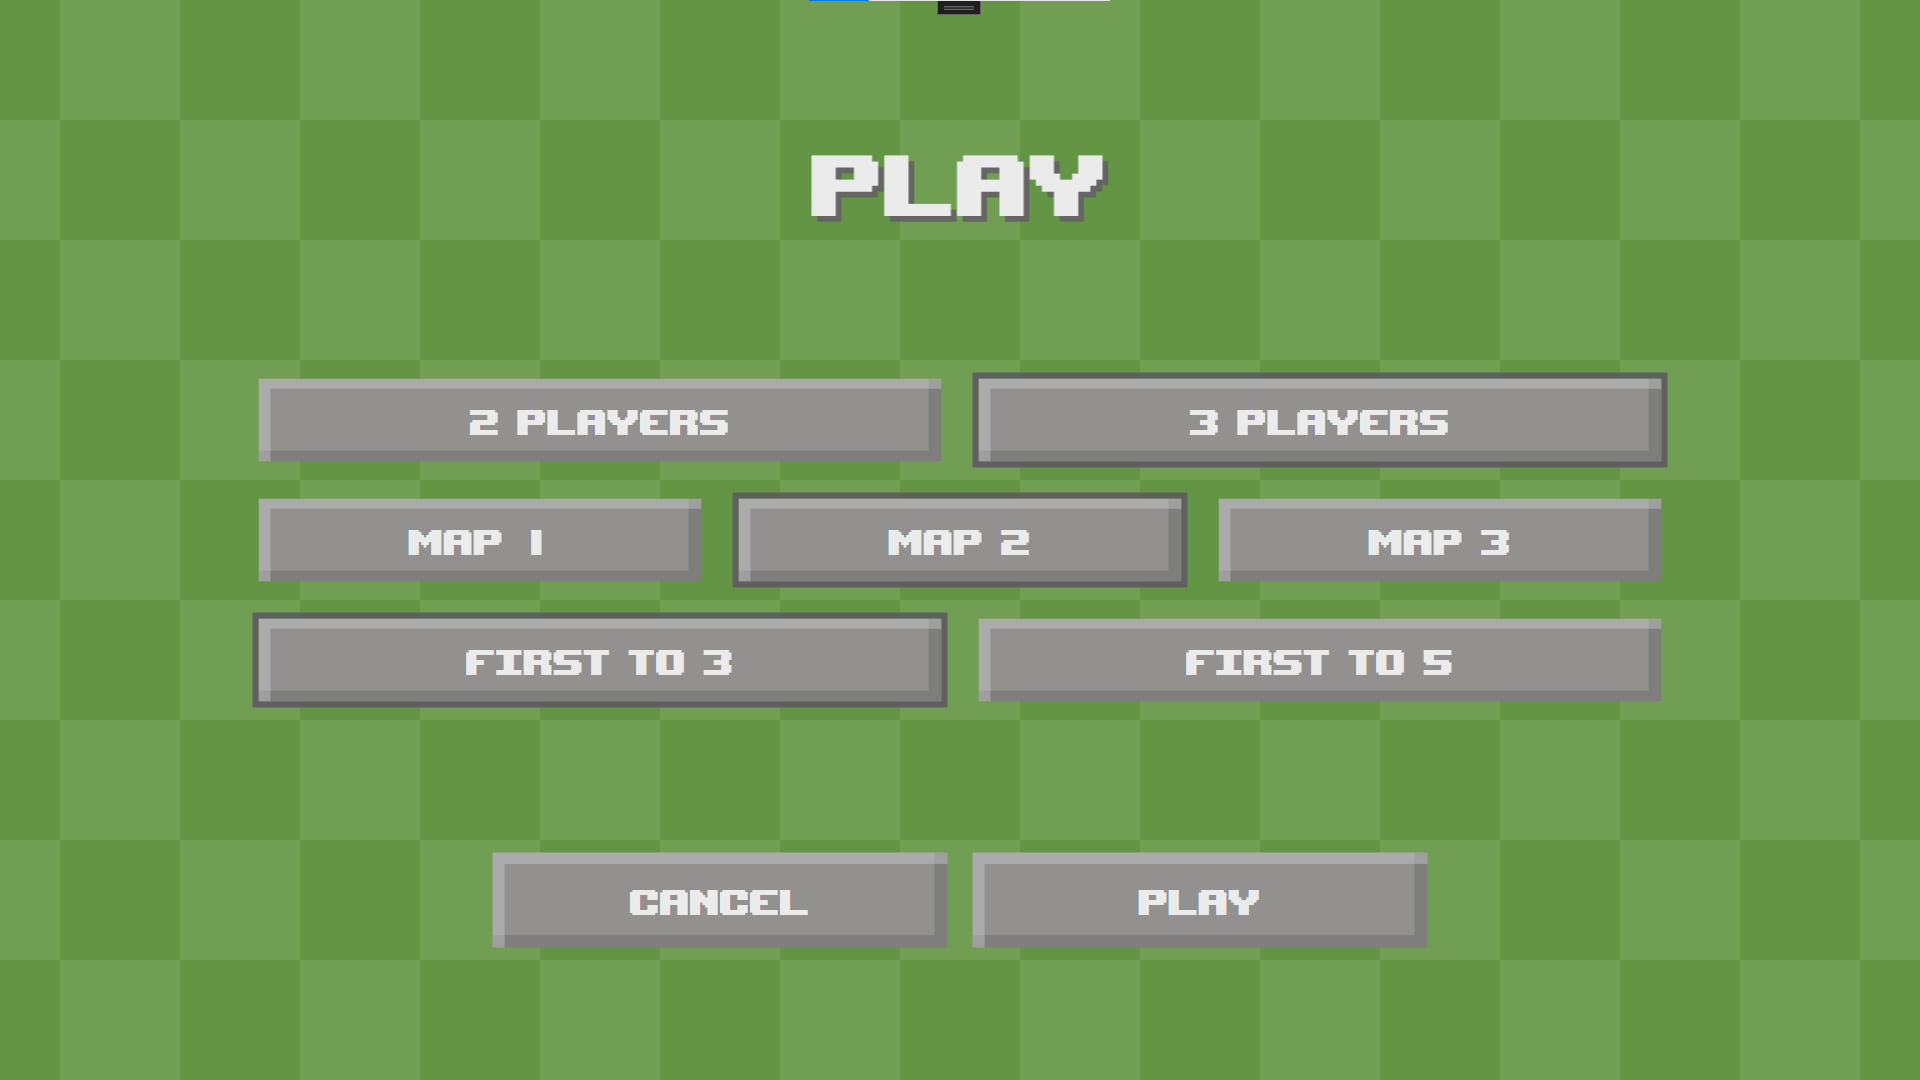 PLAY
2 PLAYERS 3 PLAYERS
MAP 1 MAP 2 MAP 3
FIRST TO 3 FIRST TO 5
CANCEL PLAY